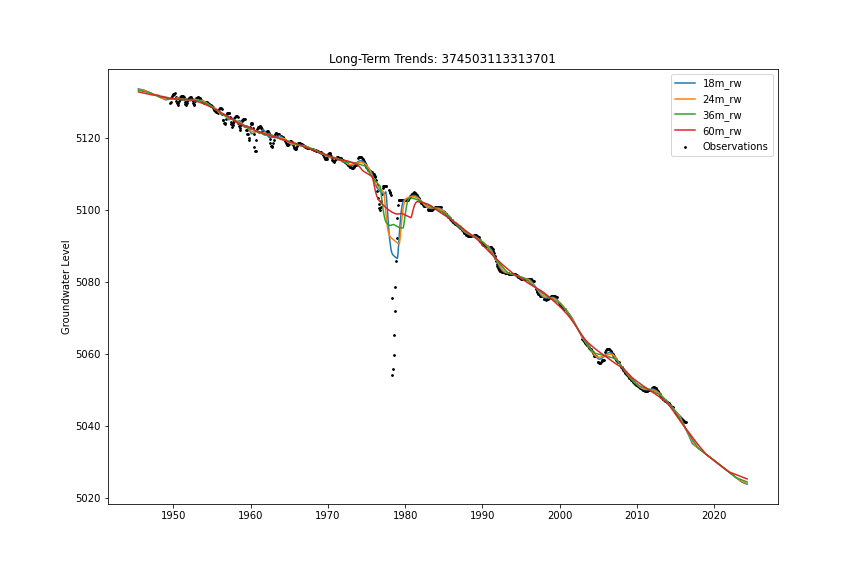 Long-Term Trends: 374503113313701
18m_rw
24m_rw
36m_rw
60m_rw
Observations
Groundwater Level
5120
5100
5080
5060
5040
5020
1950 1960 1970 1980 1990 2000 2010 2020